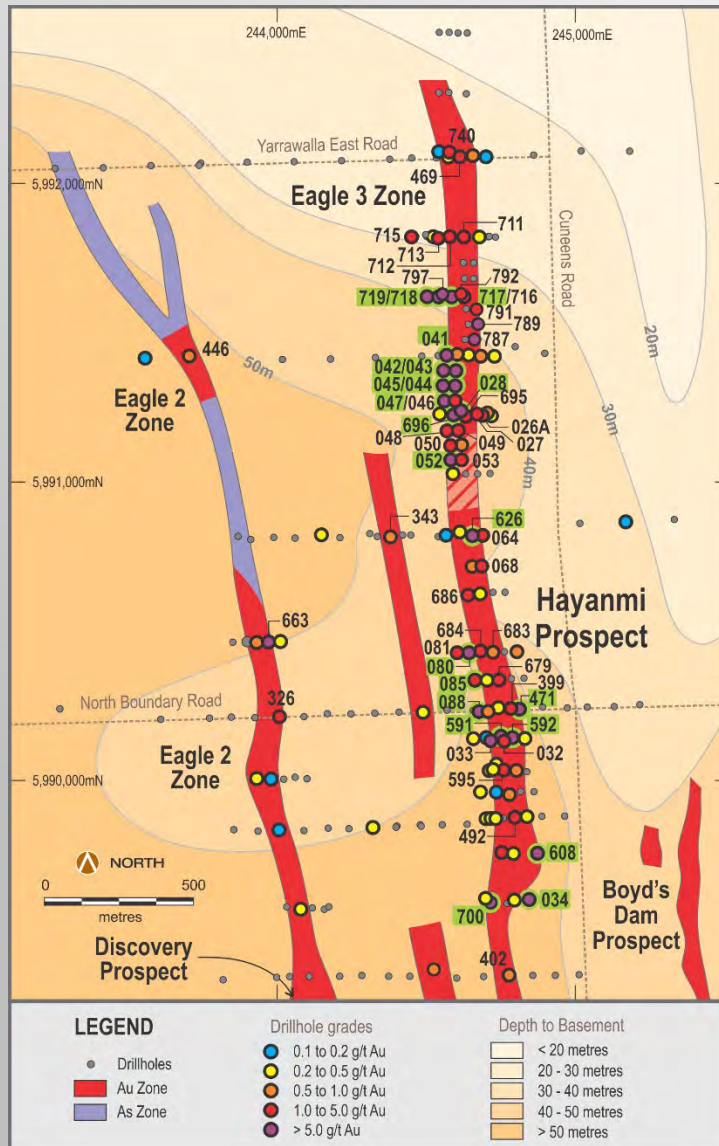 244,000mE
245,000mE
740
Yarrawalla East Road
469
5,992,000mN
Eagle 3 Zone
Cuneens Road
711
715
713
712
797
792
719/718
717/716
791
789
20m
041
787
446
50m
042/043
30m
045/044
028
Eagle 2
Zone
047/046
695
696
026A
048
027
050
049
40m
052
053
5,991,000mN
343
626
064
068
686
Hayanmi
Prospect
663
684
683
081
080
679
085
399
326
088
471
North Boundary Road
591
592
033
032
Eagle 2
Zone
595
5,990,000mN
492
NORTH
608
0
500
metres
034
700
Boyd's
Dam
Prospect
Discovery
Prospect
402
LEGEND
Drillholes
Au Zone
As Zone
Drillhole grades
0.1 to 0.2 g/t Au
0.2 to 0.5 g/t Au
0.5 to 1.0 g/t Au
1.0 to 5.0 g/t Au
> 5.0 g/t Au
Depth to Basement
< 20 metres
20 - 30 metres
30 - 40 metres
40 - 50 metres
> 50 metres